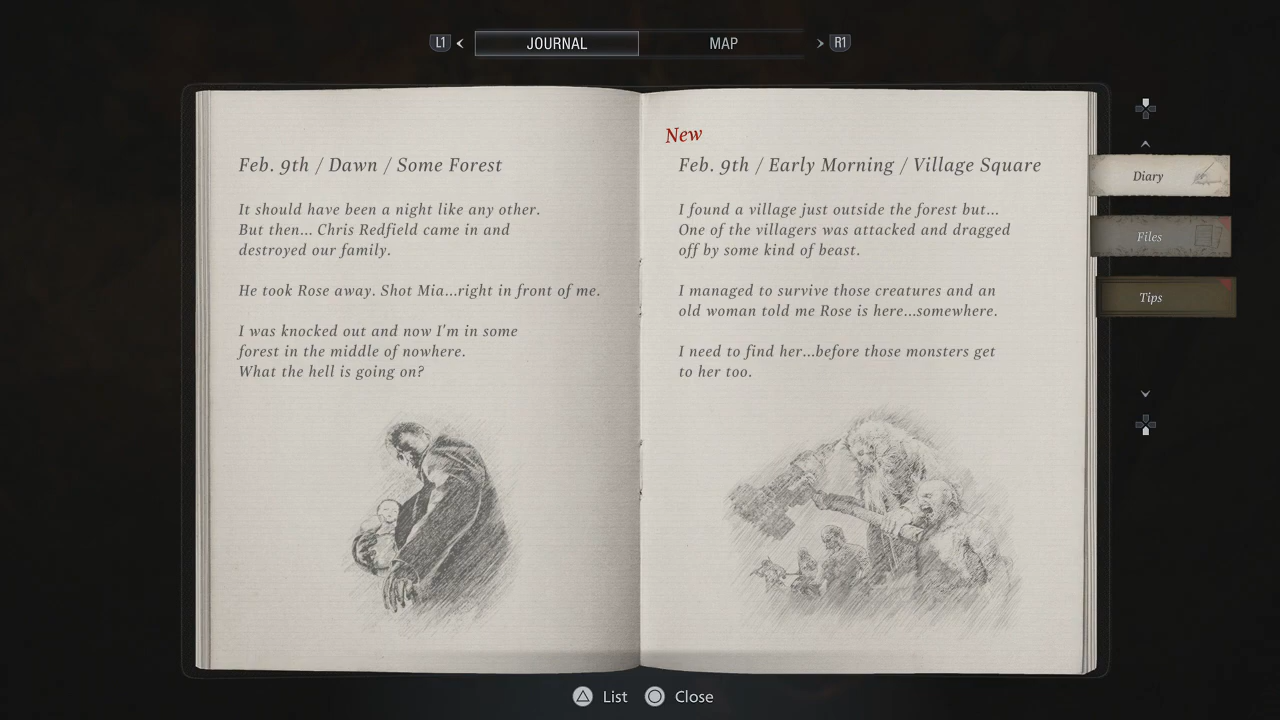 L1
JOURNAL
MAP
R1
Feb. 9th / Dawn / Some Forest
It should have been a night like any other.
But then... Chris Redfield came in and
destroyed our family.
He took Rose away. Shot Mia...right in front of me.
I was knocked out and now I'm in some
forest in the middle of nowhere.
What the hell is going on?
New
Feb. 9th / Early Morning / Village Square
I found a village just outside the forest but...
One of the villagers was attacked and dragged
off by some kind of beast.
I managed to survive those creatures and an
old woman told me Rose is here...somewhere.
I need to find her...before those monsters get
to her too.
Diary
Files
Tips
List
Close